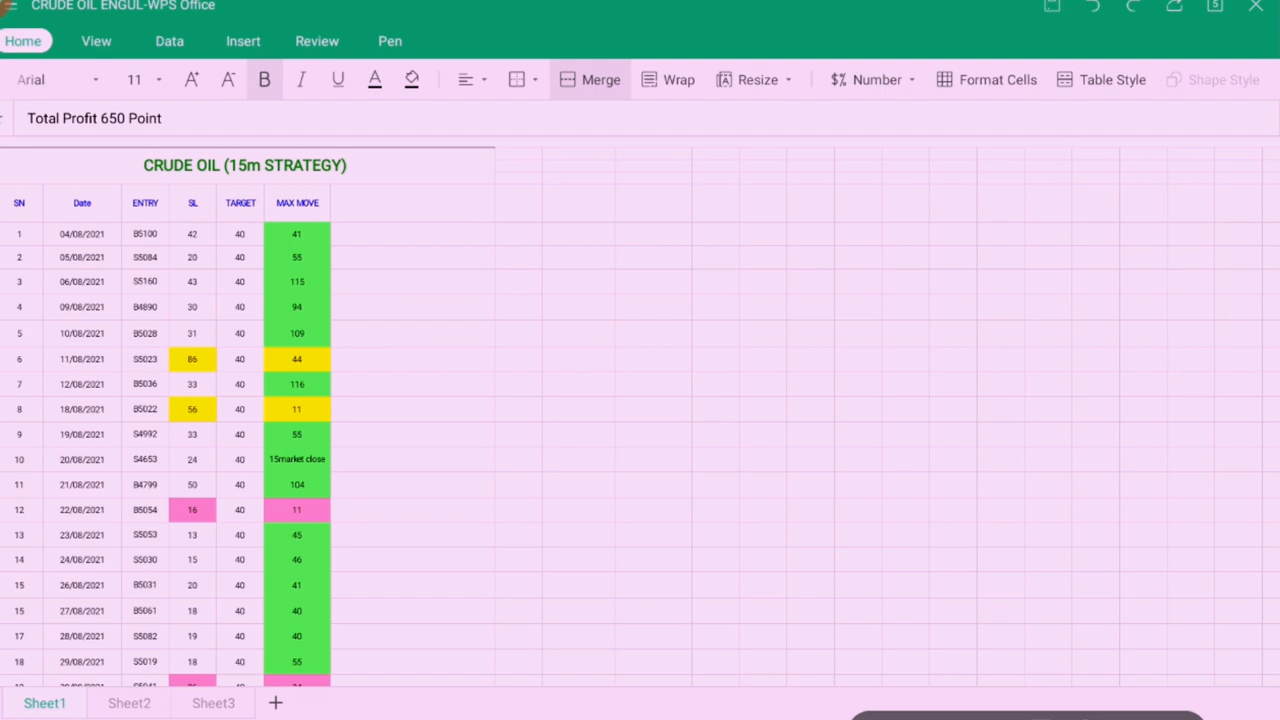 CRUDE OIL ENGUL-WPS Office
5
Home View Data Insert Review Pen
Arial 11 A+ A- B I U A Merge Wrap Resize $% Number Format Cells Table Style Shape Style
Total Profit 650 Point
CRUDE OIL (15m STRATEGY)
SN Date ENTRY SL TARGET MAX MOVE
1 04/08/2021 B5100 42 40 41
2 05/08/2021 S5084 20 40 55
3 06/08/2021 S5160 43 40 115
4 09/08/2021 B4890 30 40 94
5 10/08/2021 B5028 31 40 109
6 11/08/2021 S5023 86 40 44
7 12/08/2021 B5036 33 40 116
8 18/08/2021 B5022 56 40 11
9 19/08/2021 S4992 33 40 55
10 20/08/2021 S4653 24 40 15market close
11 21/08/2021 B4799 50 40 104
12 22/08/2021 B5054 16 40 11
13 23/08/2021 S5053 13 40 45
14 24/08/2021 S5030 15 40 46
15 26/08/2021 B5031 20 40 41
15 27/08/2021 B5061 18 40 40
17 28/08/2021 S5082 19 40 40
18 29/08/2021 S5019 18 40 55
Sheet1 Sheet2 Sheet3 +